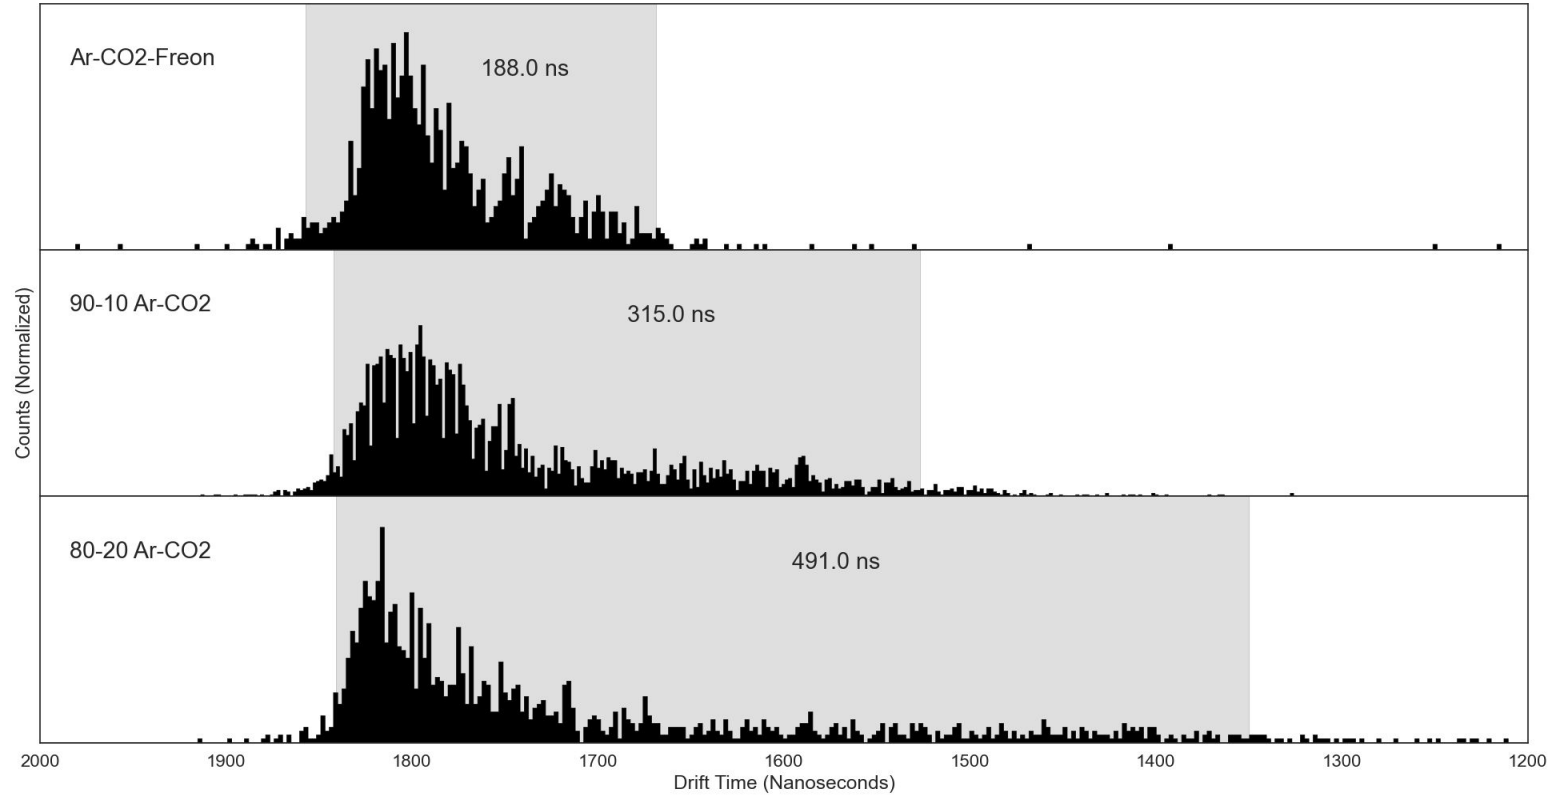 Ar-CO2-Freon
188.0 ns
90-10 Ar-CO2
315.0 ns
Counts (Normalized)
80-20 Ar-CO2
491.0 ns
2000 1900 1800 1700 1600 1500 1400 1300 1200
Drift Time (Nanoseconds)